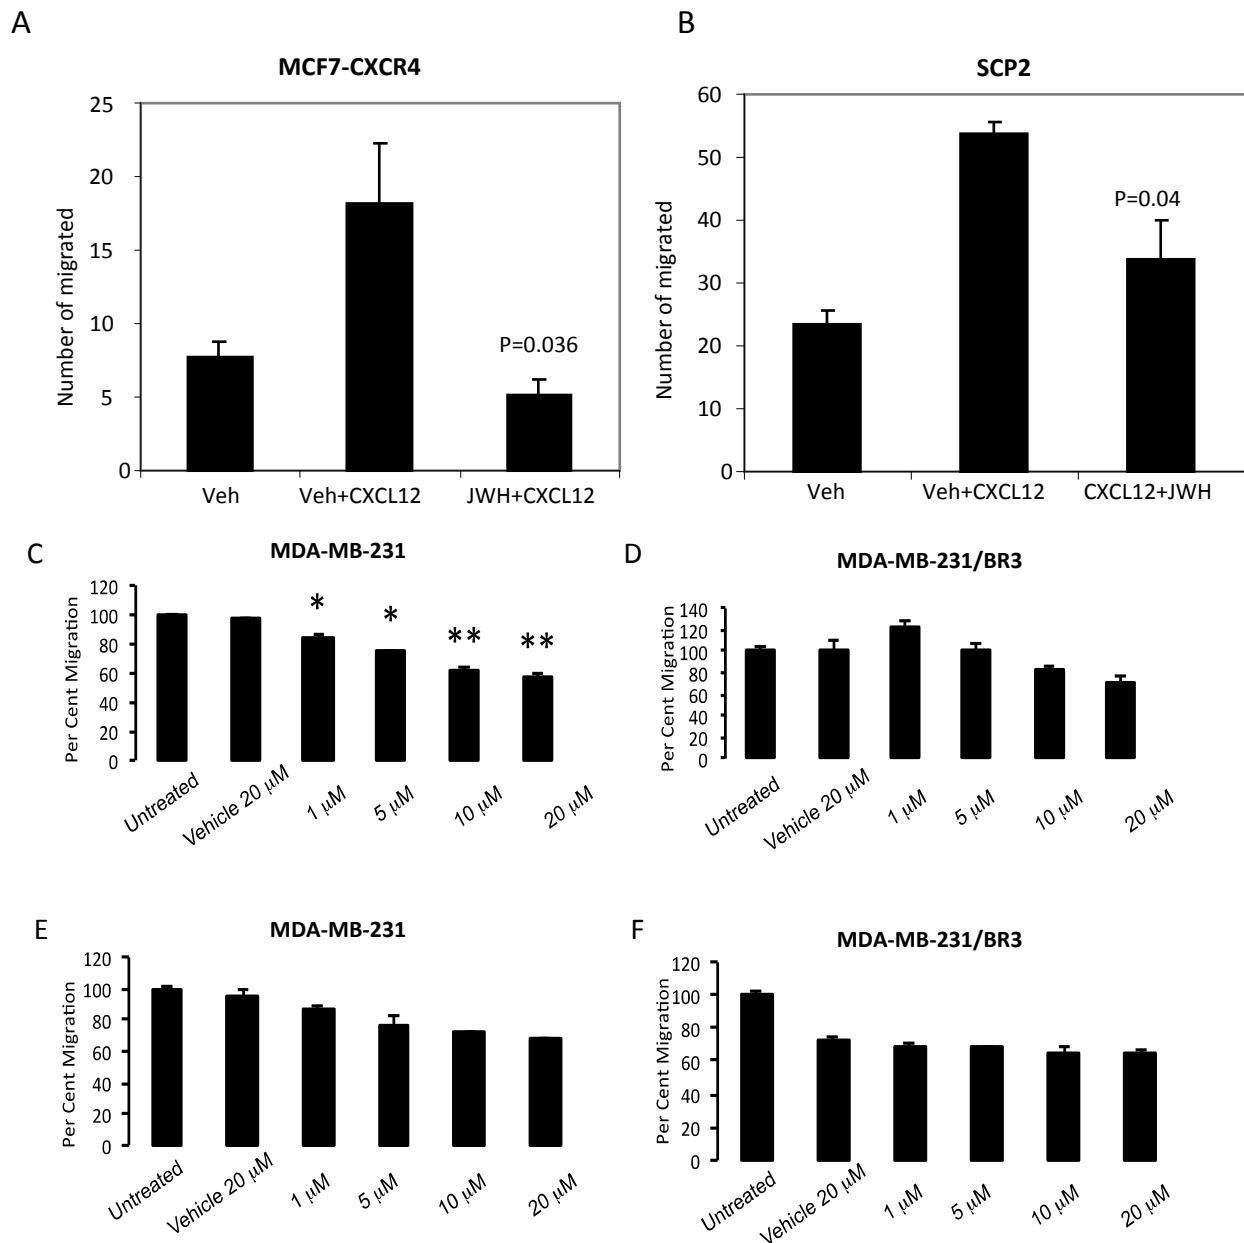 A
MCF7-CXCR4
Number of migrated
25
20
15
10
5
0
P=0.036
Veh
Veh+CXCL12
JWH+CXCL12
B
SCP2
Number of migrated
60
50
40
30
20
10
0
P=0.04
Veh
Veh+CXCL12
CXCL12+JWH
C
MDA-MB-231
Per Cent Migration
120
100
80
60
40
20
0
*
*
**
**
Untreated
Vehicle 20 μM
1 μM
5 μM
10 μM
20 μM
D
MDA-MB-231/BR3
Per Cent Migration
140
120
100
80
60
40
20
0
Untreated
Vehicle 20 μM
1 μM
5 μM
10 μM
20 μM
E
MDA-MB-231
Per Cent Migration
120
100
80
60
40
20
0
Untreated
Vehicle 20 μM
1 μM
5 μM
10 μM
20 μM
F
MDA-MB-231/BR3
Per Cent Migration
120
100
80
60
40
20
0
Untreated
Vehicle 20 μM
1 μM
5 μM
10 μM
20 μM